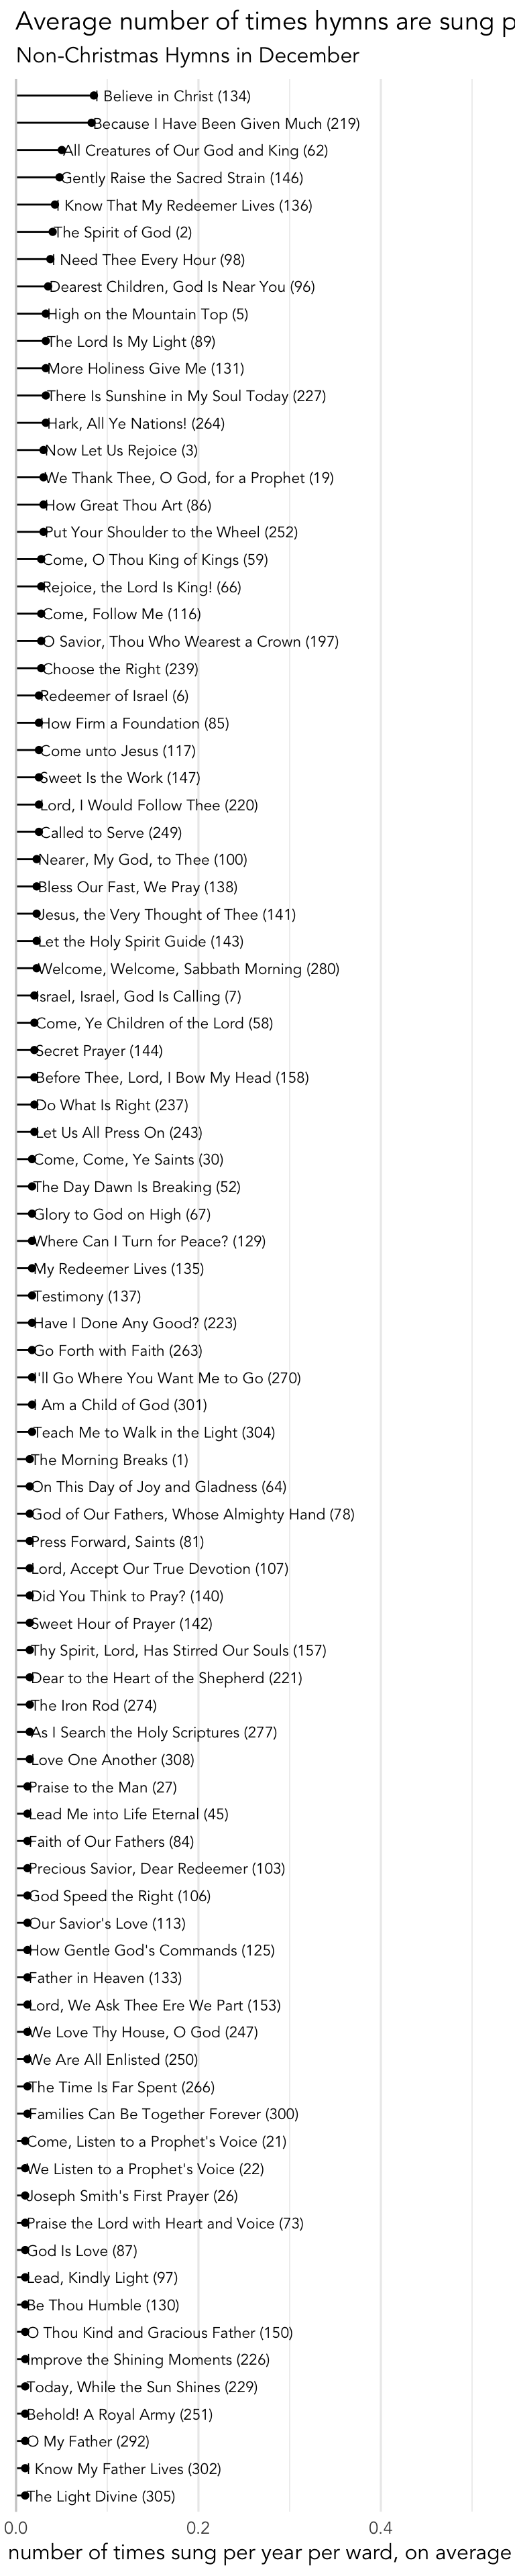 Average number of times hymns are sung p
Non-Christmas Hymns in December
I Believe in Christ (134)
Because I Have Been Given Much (219)
All Creatures of Our God and King (62)
Gently Raise the Sacred Strain (146)
I Know That My Redeemer Lives (136)
The Spirit of God (2)
I Need Thee Every Hour (98)
Dearest Children, God Is Near You (96)
High on the Mountain Top (5)
The Lord Is My Light (89)
More Holiness Give Me (131)
There Is Sunshine in My Soul Today (227)
Hark, All Ye Nations! (264)
Now Let Us Rejoice (3)
We Thank Thee, O God, for a Prophet (19)
How Great Thou Art (86)
Put Your Shoulder to the Wheel (252)
Come, O Thou King of Kings (59)
Rejoice, the Lord Is King! (66)
Come, Follow Me (116)
O Savior, Thou Who Wearest a Crown (197)
Choose the Right (239)
Redeemer of Israel (6)
How Firm a Foundation (85)
Come unto Jesus (117)
Sweet Is the Work (147)
Lord, I Would Follow Thee (220)
Called to Serve (249)
Nearer, My God, to Thee (100)
Bless Our Fast, We Pray (138)
Jesus, the Very Thought of Thee (141)
Let the Holy Spirit Guide (143)
Welcome, Welcome, Sabbath Morning (280)
Israel, Israel, God Is Calling (7)
Come, Ye Children of the Lord (58)
Secret Prayer (144)
Before Thee, Lord, I Bow My Head (158)
Do What Is Right (237)
Let Us All Press On (243)
Come, Come, Ye Saints (30)
The Day Dawn Is Breaking (52)
Glory to God on High (67)
Where Can I Turn for Peace? (129)
My Redeemer Lives (135)
Testimony (137)
Have I Done Any Good? (223)
Go Forth with Faith (263)
I'll Go Where You Want Me to Go (270)
I Am a Child of God (301)
Teach Me to Walk in the Light (304)
The Morning Breaks (1)
On This Day of Joy and Gladness (64)
God of Our Fathers, Whose Almighty Hand (78)
Press Forward, Saints (81)
Lord, Accept Our True Devotion (107)
Did You Think to Pray? (140)
Sweet Hour of Prayer (142)
Thy Spirit, Lord, Has Stirred Our Souls (157)
Dear to the Heart of the Shepherd (221)
The Iron Rod (274)
As I Search the Holy Scriptures (277)
Love One Another (308)
Praise to the Man (27)
Lead Me into Life Eternal (45)
Faith of Our Fathers (84)
Precious Savior, Dear Redeemer (103)
God Speed the Right (106)
Our Savior's Love (113)
How Gentle God's Commands (125)
Father in Heaven (133)
Lord, We Ask Thee Ere We Part (153)
We Love Thy House, O God (247)
We Are All Enlisted (250)
The Time Is Far Spent (266)
Families Can Be Together Forever (300)
Come, Listen to a Prophet's Voice (21)
We Listen to a Prophet's Voice (22)
Joseph Smith's First Prayer (26)
Praise the Lord with Heart and Voice (73)
God Is Love (87)
Lead, Kindly Light (97)
Be Thou Humble (130)
O Thou Kind and Gracious Father (150)
Improve the Shining Moments (226)
Today, While the Sun Shines (229)
Behold! A Royal Army (251)
O My Father (292)
I Know My Father Lives (302)
The Light Divine (305)
0.0 0.2 0.4
number of times sung per year per ward, on average